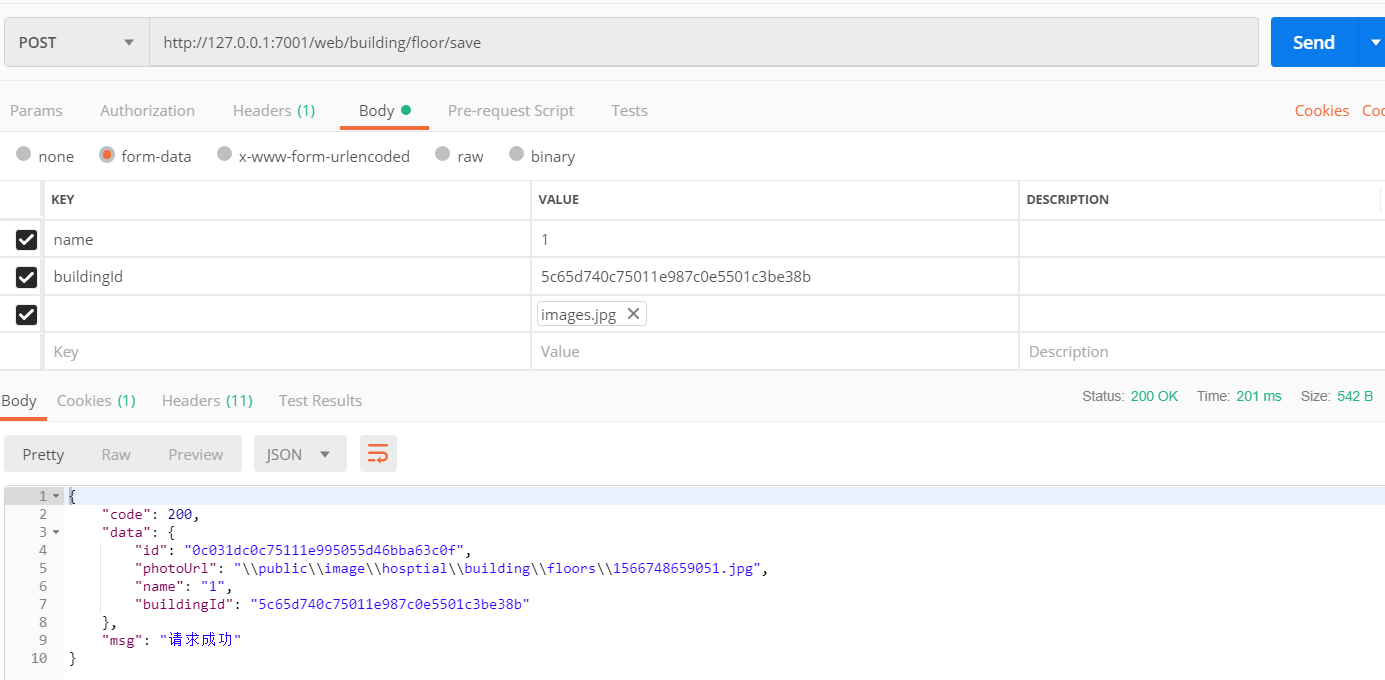 POST http://127.0.0.1:7001/web/building/floor/save Send
Params Authorization Headers (1) Body Pre-request Script Tests Cookies Coc
none form-data x-www-form-urlencoded raw binary
KEY VALUE DESCRIPTION
name 1
buildingId 5c65d740c75011e987c0e5501c3be38b
images.jpg
Key Value Description
Body Cookies (1) Headers (11) Test Results Status: 200 OK Time: 201 ms Size: 542 B
Pretty Raw Preview JSON
1 {
2 "code": 200,
3 "data": {
4 "id": "0c031dc0c75111e995055d46bba63c0f",
5 "photoUrl": "\\public\\image\\hosptial\\building\\floors\\1566748659051.jpg",
6 "name": "1",
7 "buildingId": "5c65d740c75011e987c0e5501c3be38b"
8 },
9 "msg": "请求成功"
10 }